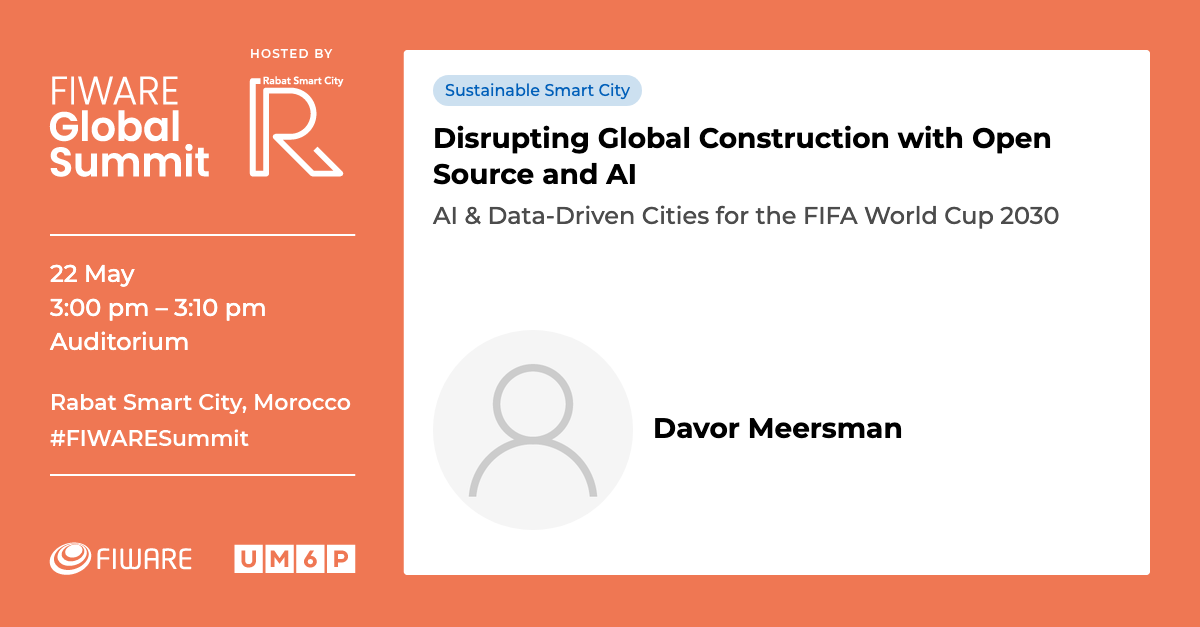 FIWARE
Global
Summit
HOSTED BY
Rabat Smart City
R
22 May
3:00 pm – 3:10 pm
Auditorium
Rabat Smart City, Morocco
#FIWARESummit
FIWARE
UM6P
Sustainable Smart City
Disrupting Global Construction with Open
Source and AI
AI & Data-Driven Cities for the FIFA World Cup 2030
Davor Meersman